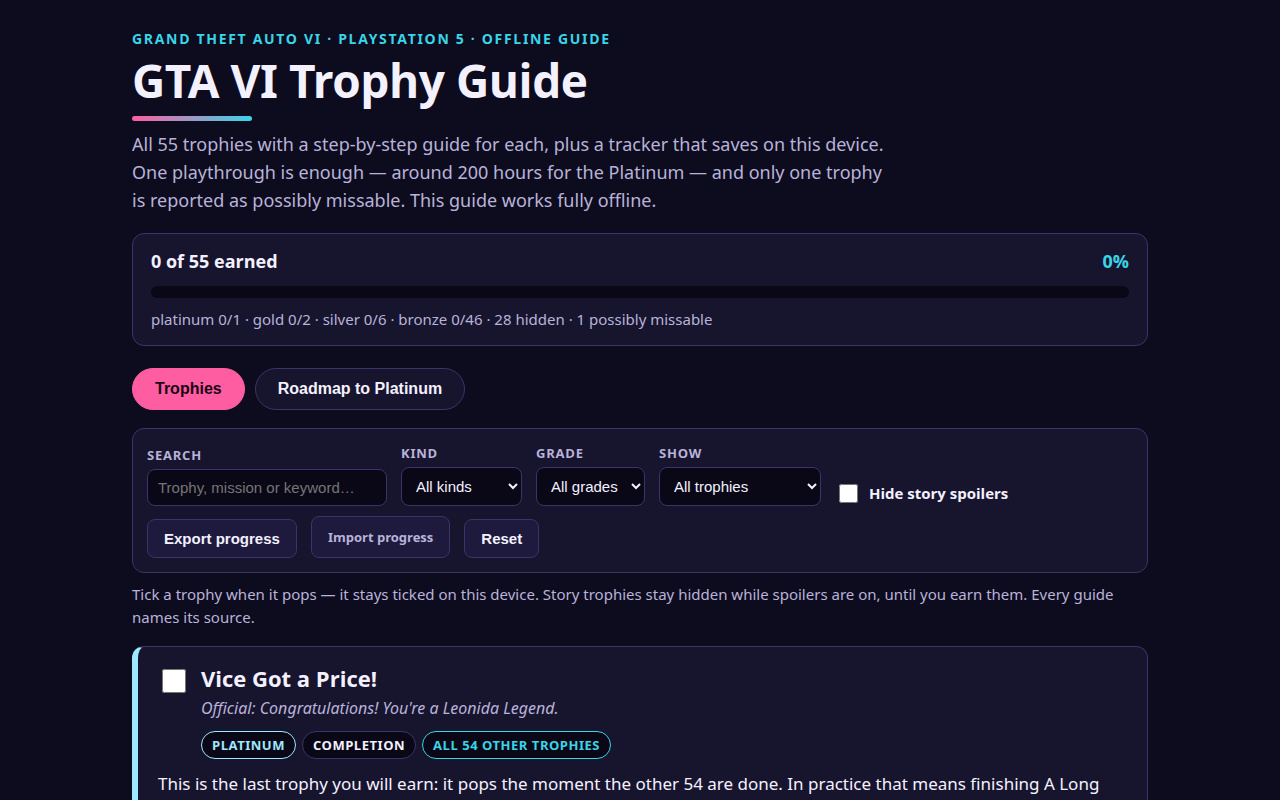 GRAND THEFT AUTO VI · PLAYSTATION 5 · OFFLINE GUIDE
GTA VI Trophy Guide
All 55 trophies with a step-by-step guide for each, plus a tracker that saves on this device.
One playthrough is enough — around 200 hours for the Platinum — and only one trophy
is reported as possibly missable. This guide works fully offline.
0 of 55 earned 0%
platinum 0/1 · gold 0/2 · silver 0/6 · bronze 0/46 · 28 hidden · 1 possibly missable
Trophies Roadmap to Platinum
SEARCH KIND GRADE SHOW
Trophy, mission or keyword… All kinds All grades All trophies Hide story spoilers
Export progress Import progress Reset
Tick a trophy when it pops — it stays ticked on this device. Story trophies stay hidden while spoilers are on, until you earn them. Every guide
names its source.
Vice Got a Price!
Official: Congratulations! You're a Leonida Legend.
PLATINUM COMPLETION ALL 54 OTHER TROPHIES
This is the last trophy you will earn: it pops the moment the other 54 are done. In practice that means finishing A Long